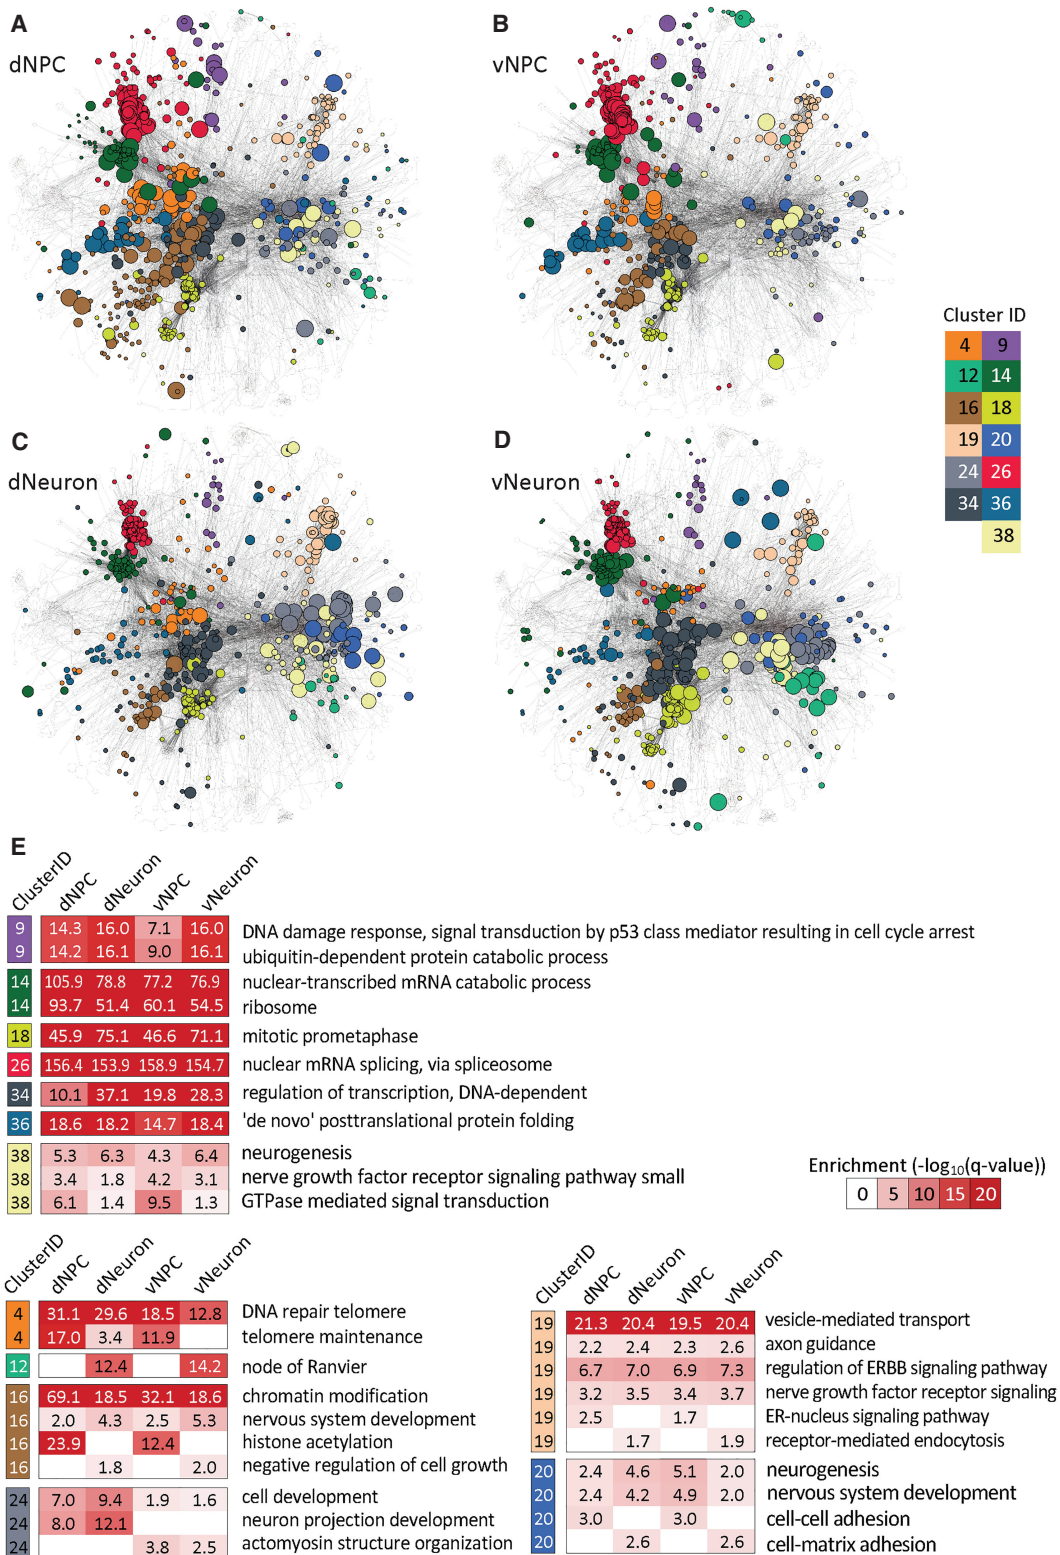 A
dNPC
B
vNPC
Cluster ID
4 9
12 14
16 18
19 20
24 26
34 36
38
C
dNeuron
D
vNeuron
E
ClusterID dNPC dNeuron vNPC vNeuron
9 14.3 16.0 7.1 16.0 DNA damage response, signal transduction by p53 class mediator resulting in cell cycle arrest
9 14.2 16.1 9.0 16.1 ubiquitin-dependent protein catabolic process
14 105.9 78.8 77.2 76.9 nuclear-transcribed mRNA catabolic process
14 93.7 51.4 60.1 54.5 ribosome
18 45.9 75.1 46.6 71.1 mitotic prometaphase
26 156.4 153.9 158.9 154.7 nuclear mRNA splicing, via spliceosome
34 10.1 37.1 19.8 28.3 regulation of transcription, DNA-dependent
36 18.6 18.2 14.7 18.4 'de novo' posttranslational protein folding
38 5.3 6.3 4.3 6.4 neurogenesis
38 3.4 1.8 4.2 3.1 nerve growth factor receptor signaling pathway small
38 6.1 1.4 9.5 1.3 GTPase mediated signal transduction
Enrichment (-log10(q-value))
0 5 10 15 20
ClusterID dNPC dNeuron vNPC vNeuron
4 31.1 29.6 18.5 12.8 DNA repair telomere
4 17.0 3.4 11.9 telomere maintenance
12 12.4 14.2 node of Ranvier
16 69.1 18.5 32.1 18.6 chromatin modification
16 2.0 4.3 2.5 5.3 nervous system development
16 23.9 12.4 histone acetylation
16 1.8 2.0 negative regulation of cell growth
24 7.0 9.4 1.9 1.6 cell development
24 8.0 12.1 neuron projection development
24 3.8 2.5 actomyosin structure organization
ClusterID dNPC dNeuron vNPC vNeuron
19 21.3 20.4 19.5 20.4 vesicle-mediated transport
19 2.2 2.4 2.3 2.6 axon guidance
19 6.7 7.0 6.9 7.3 regulation of ERBB signaling pathway
19 3.2 3.5 3.4 3.7 nerve growth factor receptor signaling
19 2.5 1.7 ER-nucleus signaling pathway
19 1.7 1.9 receptor-mediated endocytosis
20 2.4 4.6 5.1 2.0 neurogenesis
20 2.4 4.2 4.9 2.0 nervous system development
20 3.0 3.0 cell-cell adhesion
20 2.6 2.6 cell-matrix adhesion